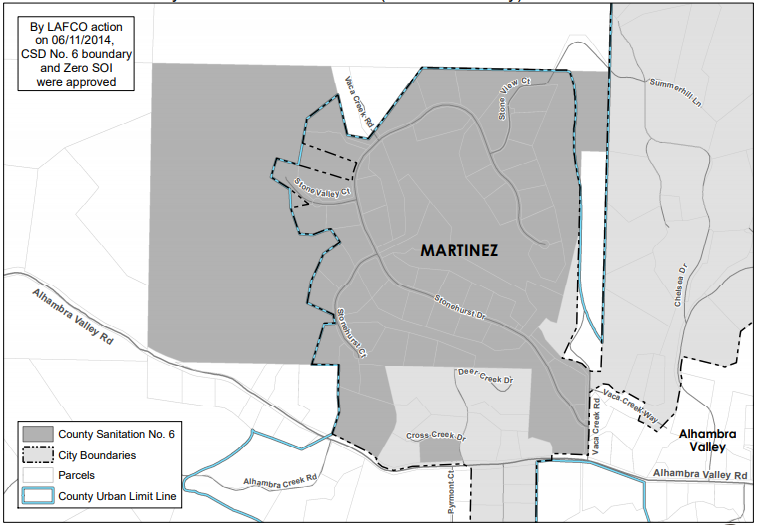 By LAFCO action
on 06/11/2014,
CSD No. 6 boundary
and Zero SOI
were approved
Vaca Creek Rd
Stone View Ct
Summerhill Ln
Stone Valley Ct
MARTINEZ
Chelsea Dr
Alhambra Valley Rd
Stonehurst Dr
Stonehurst Ct
Deer Creek Dr
Vaca Creek Way
Vaca Creek Rd
Cross Creek Dr
Alhambra
Valley
Alhambra Valley Rd
Alhambra Creek Rd
Pyrmont Ct
County Sanitation No. 6
City Boundaries
Parcels
County Urban Limit Line